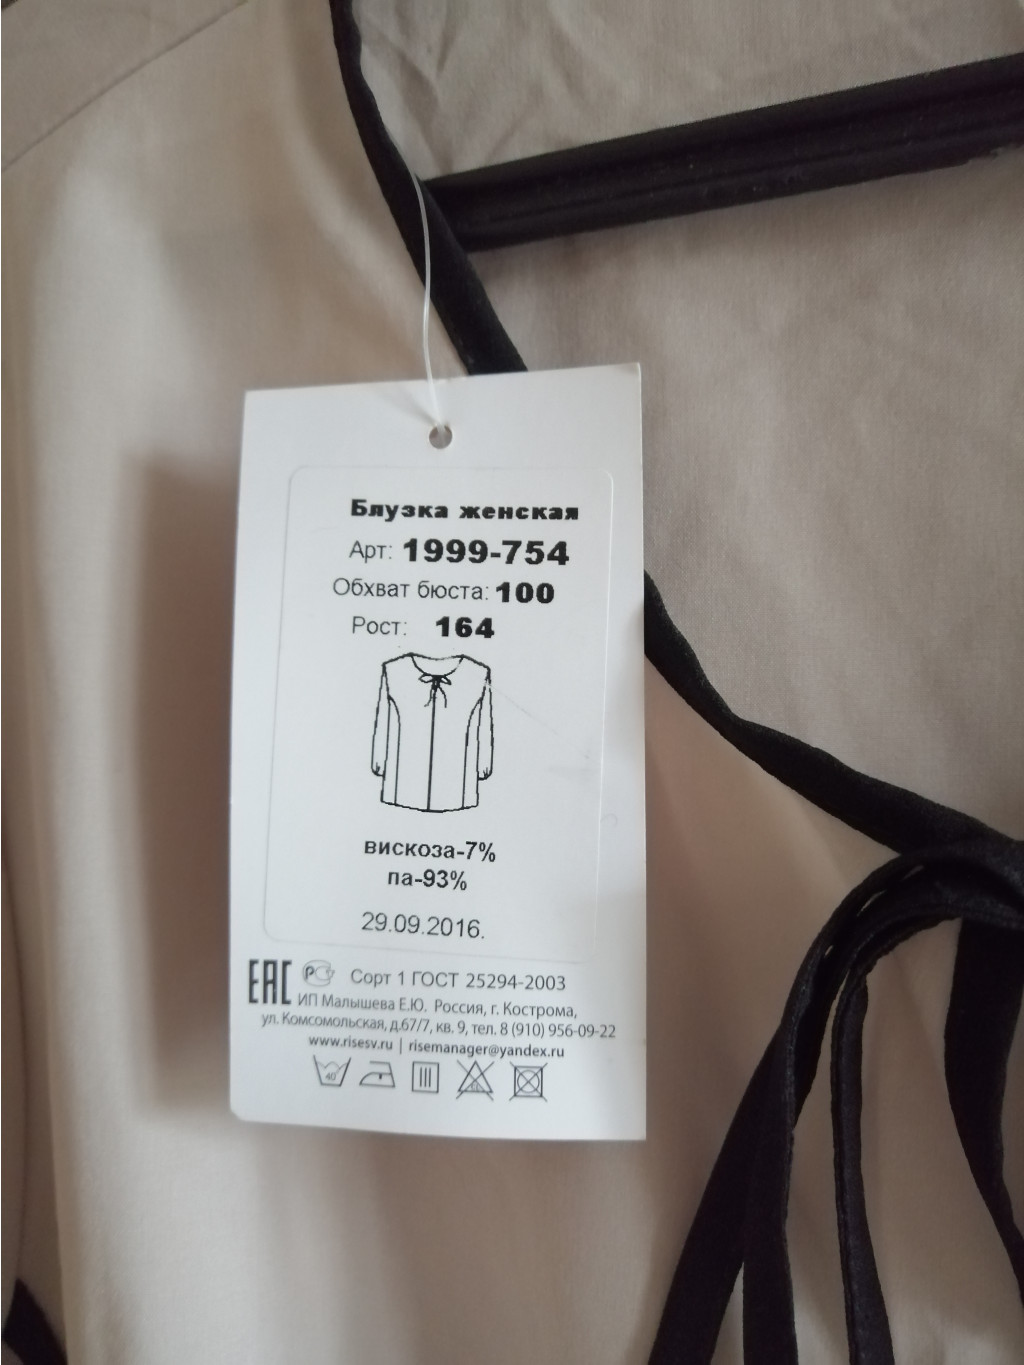 Блузка женская
Арт: 1999-754
Обхват бюста: 100
Рост: 164
вискоза-7%
па-93%
29.09.2016.
EAC РСТ Сорт 1 ГОСТ 25294-2003
ИП Малышева Е.Ю. Россия, г. Кострома,
ул. Комсомольская, д.67/7, кв. 9, тел. 8 (910) 956-09-22
www.risesv.ru | risemanager@yandex.ru
40